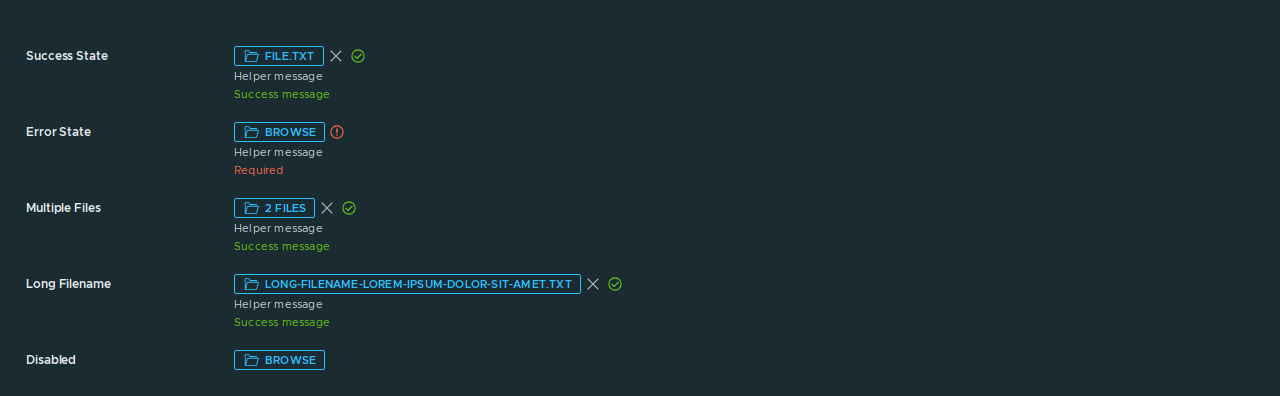 Success State FILE.TXT
Helper message
Success message
Error State BROWSE
Helper message
Required
Multiple Files 2 FILES
Helper message
Success message
Long Filename LONG-FILENAME-LOREM-IPSUM-DOLOR-SIT-AMET.TXT
Helper message
Success message
Disabled BROWSE